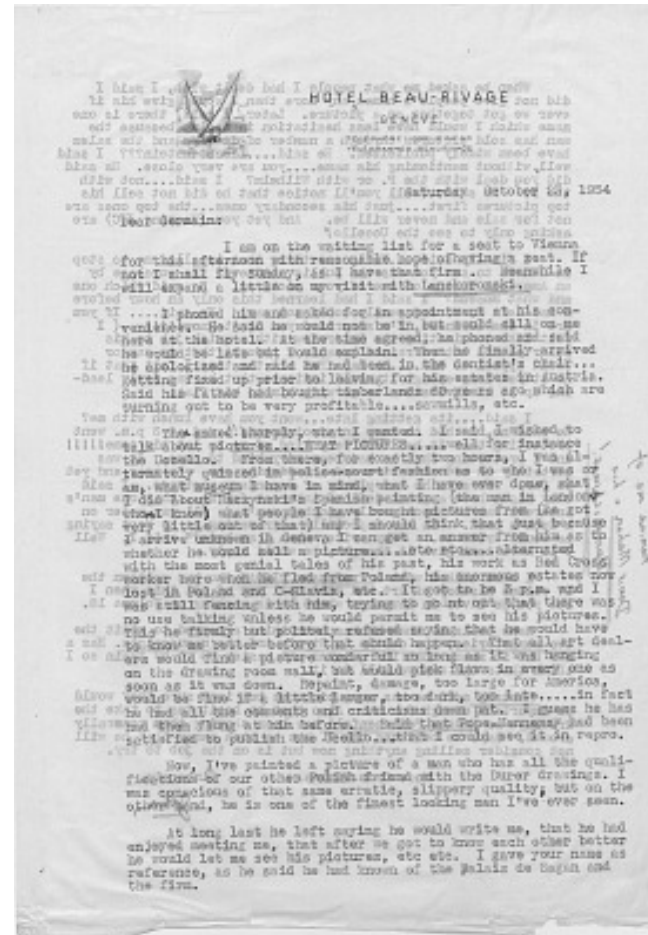 HOTEL BEAU-RIVAGE
GENÈVE
Saturday October 23, 1954
Dear Germain:
I am on the waiting list for a seat to Vienna
for this afternoon with reasonable hope of having a seat. If
not I shall fly Sunday, as I have that firm. Meanwhile I
will expand a little on my visit with Lanskoronski.
I phoned him and asked for an appointment at his con-
venience. He said he would not be in but would call on me
here at the hotel. At the time agreed, he phoned and said
he would be late but would explain. When he finally arrived
he apologized and said he had been in the dentist's chair...
getting fixed up prior to leaving for his estates in Austria.
Said his father had bought timberlands 60 years ago which are
turning out to be very profitable....sawmills, etc.
He asked sharply, what I wanted. I said I wished to
talk about pictures....WHAT PICTURES.....well for instance
the Uccello. From there, for exactly two hours, I was al-
ternately quizzed in police-court fashion as to who I was or
am, what museum I have in mind, what I have ever done, what
I did about Raczynski's Spanish painting (the man in London
who I know) what people I have bought pictures from (he got
very little out of that) why I should think that just because
I arrive unknown in Geneva I can get an answer from him as to
whether he would sell a picture.....etc etc....alternated
with the most genial tales of his past, his work as Red Cross
worker here when he fled from Poland, his enormous estates now
lost in Poland and C-Slavia, etc. It got to be 8 p.m. and I
was still fencing with him, trying to point out that there was
no use talking unless he would permit me to see his pictures.
This he firmly but politely refused saying that he would have
to know me better before that should happen. That all art deal-
ers would find a picture wonderful so long as it was hanging
on the drawing room wall, but would pick flaws in every one as
soon as it was down. Repaint, damage, too large for America,
would be fine if a little larger, too dark, too late.....in fact
he had all the comments and criticisms down pat. I guess he has
had them flung at him before. Said that Pope-Hennessy had been
satisfied to publish the Uccello...that I could see it in repro.
Now, I've painted a picture of a man who has all the quali-
fications of our other Polish friend with the Durer drawings. I
was conscious of that same erratic, slippery quality, but on the
other hand, he is one of the finest looking men I've ever seen.
At long last he left saying he would write me, that he had
enjoyed meeting me, that after we got to know each other better
he would let me see his pictures, etc etc. I gave your name as
reference, as he said he had known of the Palais de Sagan and
the firm.